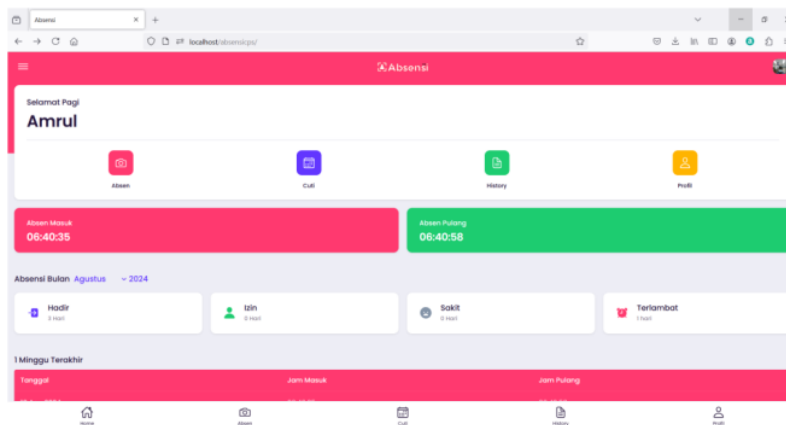 Absensi
localhost/absensicps/
Absensi
Selamat Pagi
Amrul
Absen
Cuti
History
Profil
Absen Masuk
06:40:35
Absen Pulang
06:40:58
Absensi Bulan Agustus 2024
Hadir
3 Hari
Izin
0 Hari
Sakit
0 Hari
Terlambat
1 hari
1 Minggu Terakhir
Tanggal Jam Masuk Jam Pulang
Home
Absen
Cuti
History
Profil